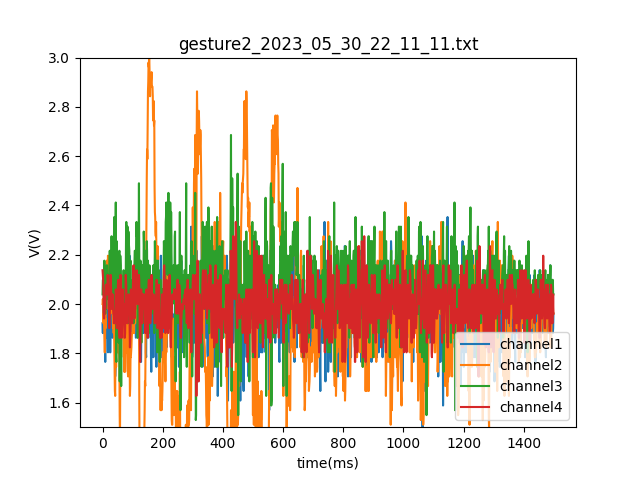 gesture2_2023_05_30_22_11_11.txt
V(V)
3.0
2.8
2.6
2.4
2.2
2.0
1.8
1.6
channel1
channel2
channel3
channel4
0 200 400 600 800 1000 1200 1400
time(ms)